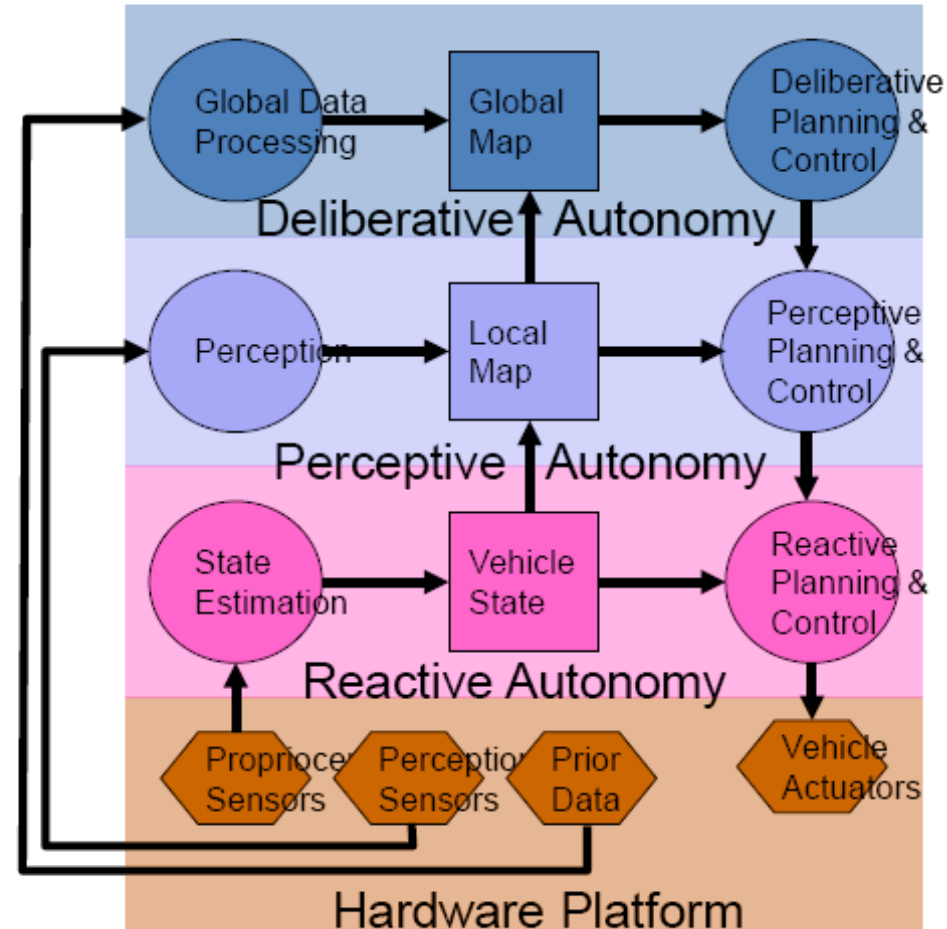 Global Data
Processing
Global
Map
Deliberative
Planning &
Control
Deliberative Autonomy
Perception
Local
Map
Perceptive
Planning &
Control
Perceptive Autonomy
State
Estimation
Vehicle
State
Reactive
Planning &
Control
Reactive Autonomy
Propriocep
Sensors
Perception
Sensors
Prior
Data
Vehicle
Actuators
Hardware Platform